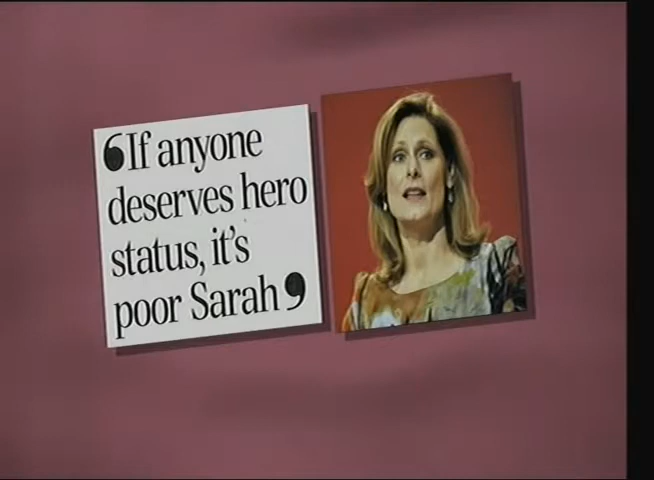 ‘If anyone
deserves hero
status, it’s
poor Sarah’